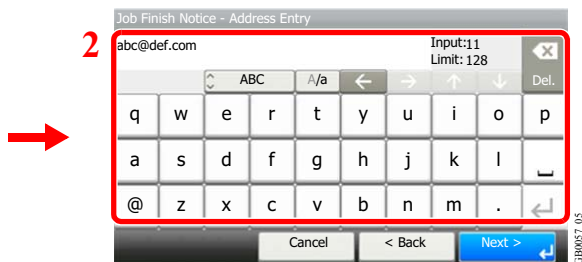 Job Finish Notice - Address Entry
2
abc@def.com
Input:11
Limit: 128
ABC A/a ← → ↑ ↓ Del.
q w e r t y u i o p
a s d f g h j k l
@ z x c v b n m .
Cancel < Back Next >
GB0057_05